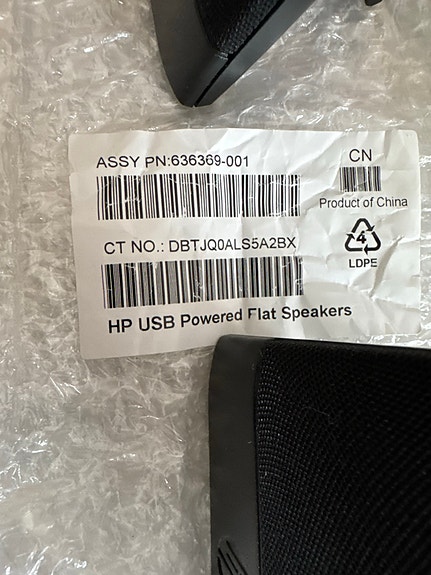 ASSY PN:636369-001
CN
Product of China
CT NO.: DBTJQ0ALS5A2BX
4
LDPE
HP USB Powered Flat Speakers